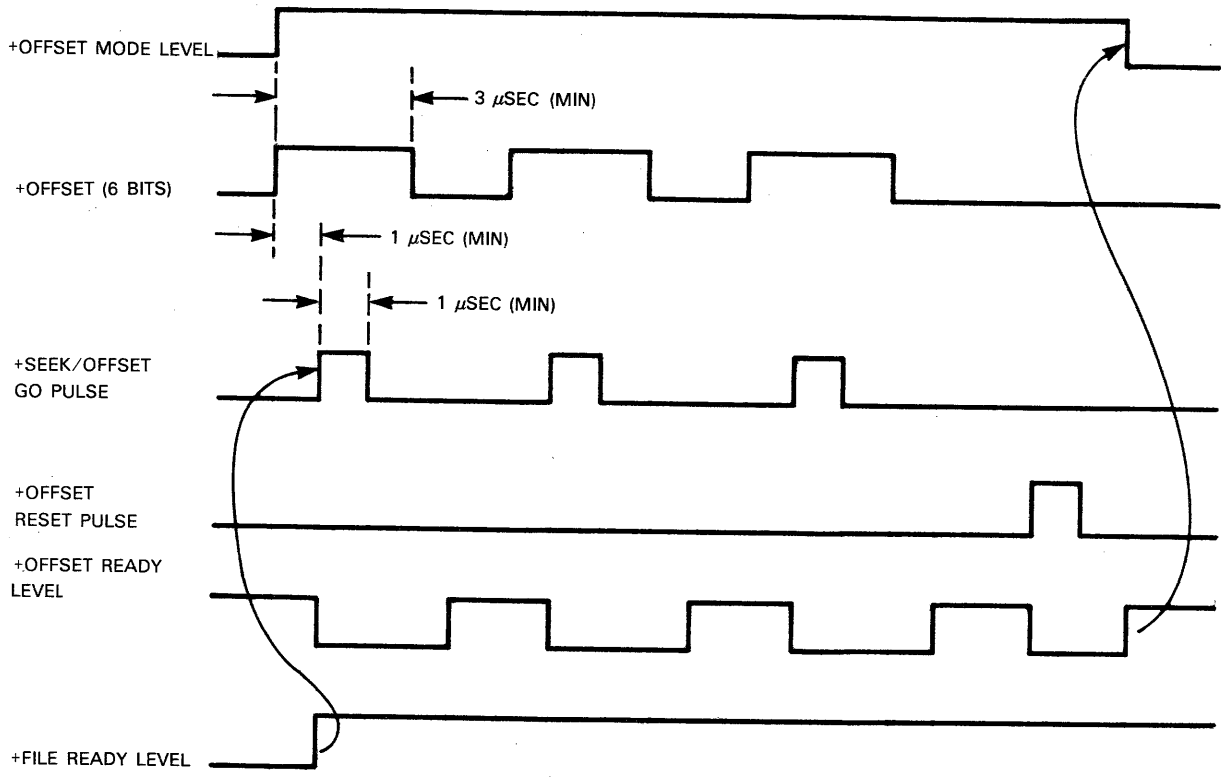 +OFFSET MODE LEVEL
3 μSEC (MIN)
+OFFSET (6 BITS)
1 μSEC (MIN)
1 μSEC (MIN)
+SEEK/OFFSET
GO PULSE
+OFFSET
RESET PULSE
+OFFSET READY
LEVEL
+FILE READY LEVEL